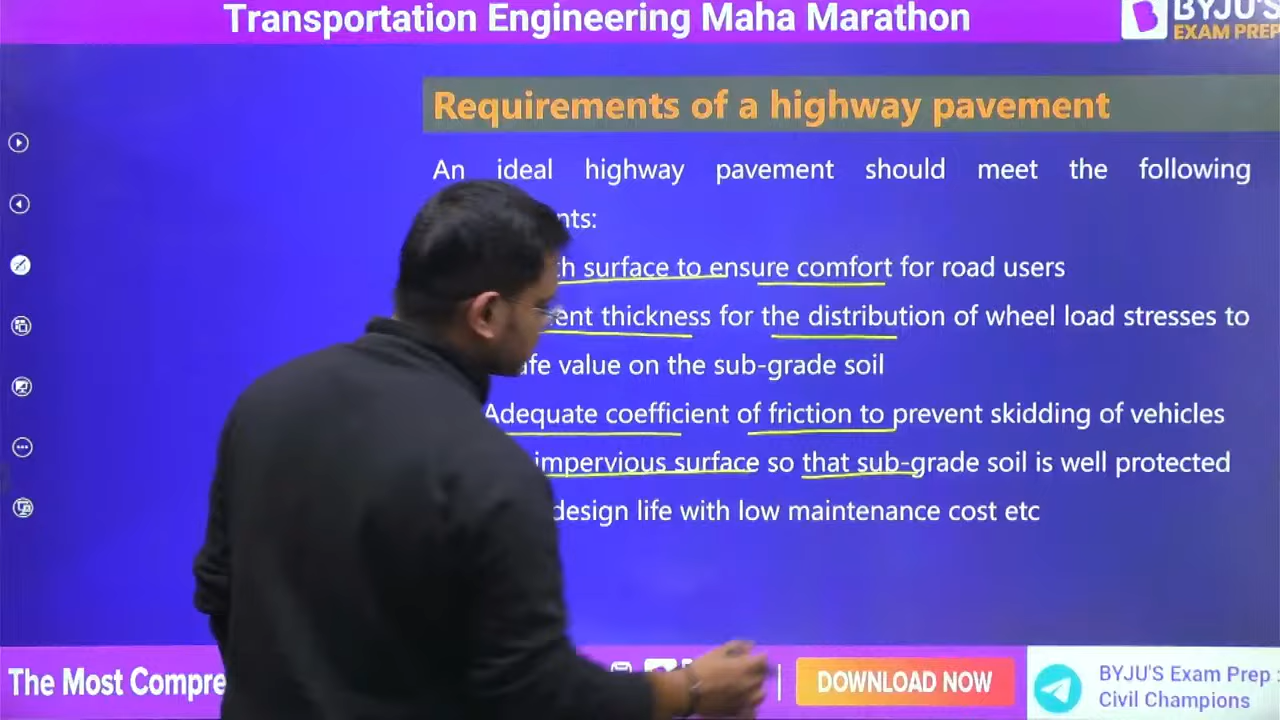 Transportation Engineering Maha Marathon
BYJU'S
EXAM PREP
Requirements of a highway pavement
An ideal highway pavement should meet the following
nts:
th surface to ensure comfort for road users
ent thickness for the distribution of wheel load stresses to
afe value on the sub-grade soil
Adequate coefficient of friction to prevent skidding of vehicles
impervious surface so that sub-grade soil is well protected
design life with low maintenance cost etc
The Most Compre
DOWNLOAD NOW
BYJU'S Exam Prep :
Civil Champions